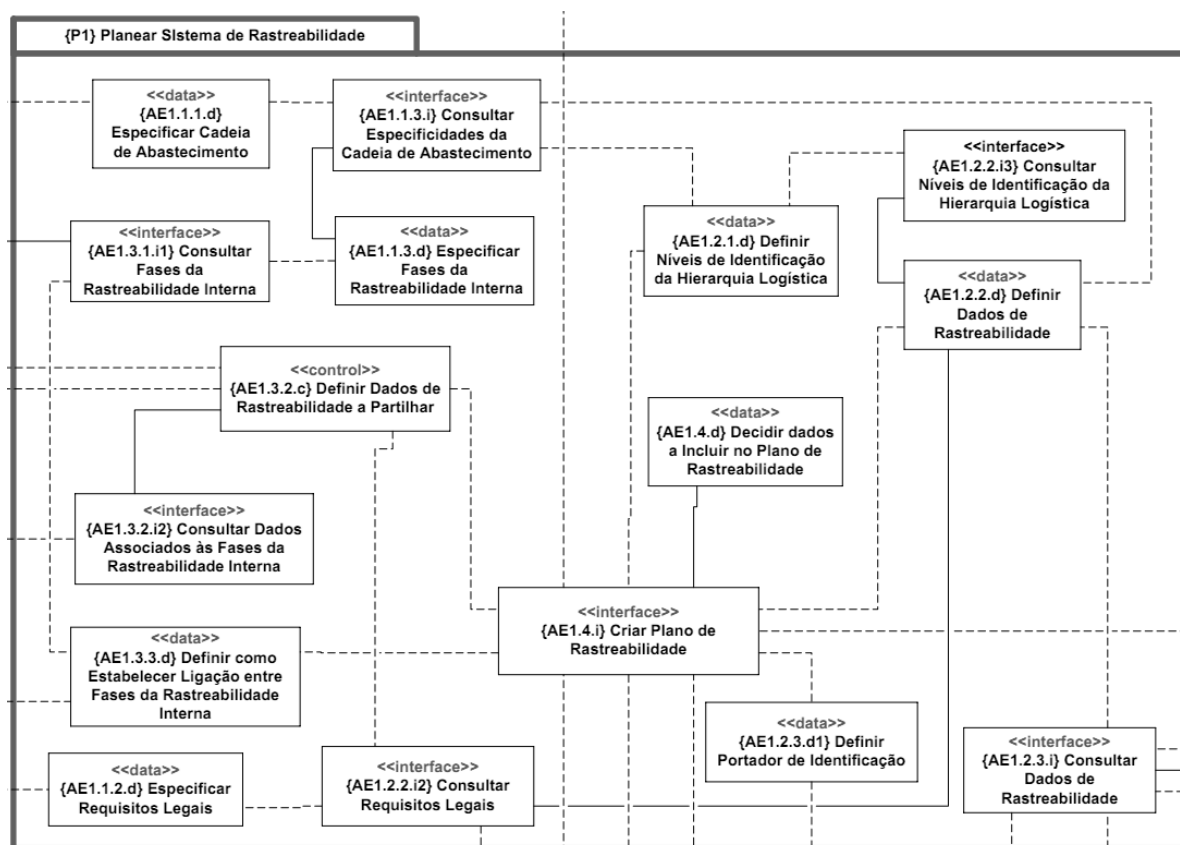 {P1} Planear SIstema de Rastreabilidade
<<data>>
{AE1.1.1.d}
Especificar Cadeia
de Abastecimento
<<interface>>
{AE1.1.3.i} Consultar
Especificidades da
Cadeia de Abastecimento
<<interface>>
{AE1.2.2.i3} Consultar
Níveis de Identificação da
Hierarquia Logística
<<interface>>
{AE1.3.1.i1} Consultar
Fases da
Rastreabilidade Interna
<<data>>
{AE1.1.3.d} Especificar
Fases da
Rastreabilidade Interna
<<data>>
{AE1.2.1.d} Definir
Níveis de Identificação
da Hierarquia Logística
<<data>>
{AE1.2.2.d} Definir
Dados de
Rastreabilidade
<<control>>
{AE1.3.2.c} Definir Dados de
Rastreabilidade a Partilhar
<<data>>
{AE1.4.d} Decidir dados
a Incluir no Plano de
Rastreabilidade
<<interface>>
{AE1.3.2.i2} Consultar Dados
Associados às Fases da
Rastreabilidade Interna
<<interface>>
{AE1.4.i} Criar Plano de
Rastreabilidade
<<data>>
{AE1.3.3.d} Definir como
Estabelecer Ligação entre
Fases da Rastreabilidade
Interna
<<data>>
{AE1.2.3.d1} Definir
Portador de Identificação
<<interface>>
{AE1.2.3.i} Consultar
Dados de
Rastreabilidade
<<data>>
{AE1.1.2.d} Especificar
Requisitos Legais
<<interface>>
{AE1.2.2.i2} Consultar
Requisitos Legais